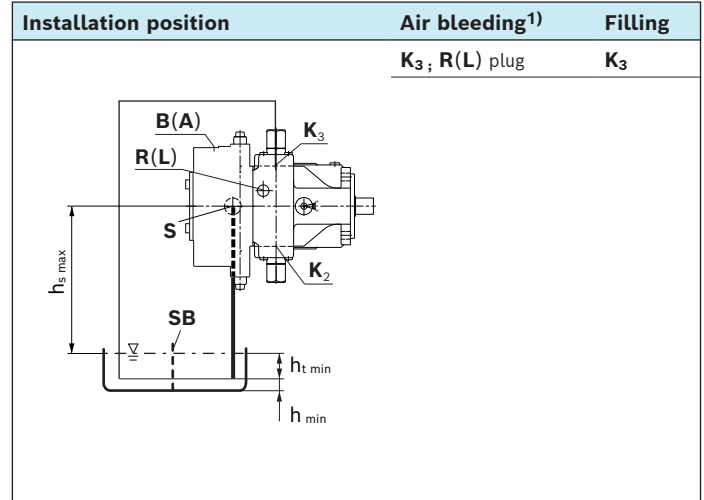 Installation position Air bleeding1) Filling
K3 ; R(L) plug K3
B(A)
K3
R(L)
S
hs max
K2
SB
ht min
h min